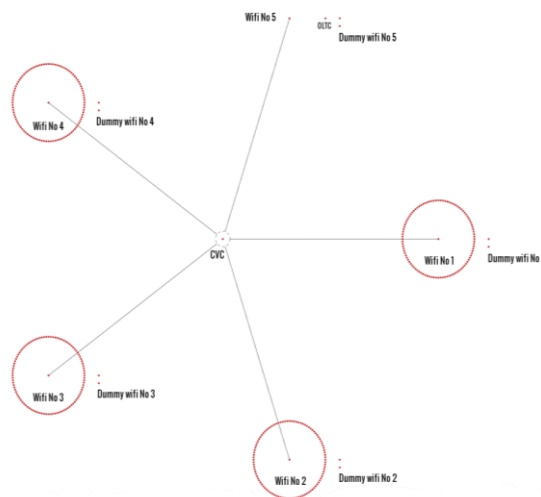 Wifi No 5
OLTC
Dummy wifi No 5
Wifi No 4
Dummy wifi No 4
CVC
Wifi No 1
Dummy wifi No
Wifi No 3
Dummy wifi No 3
Wifi No 2
Dummy wifi No 2